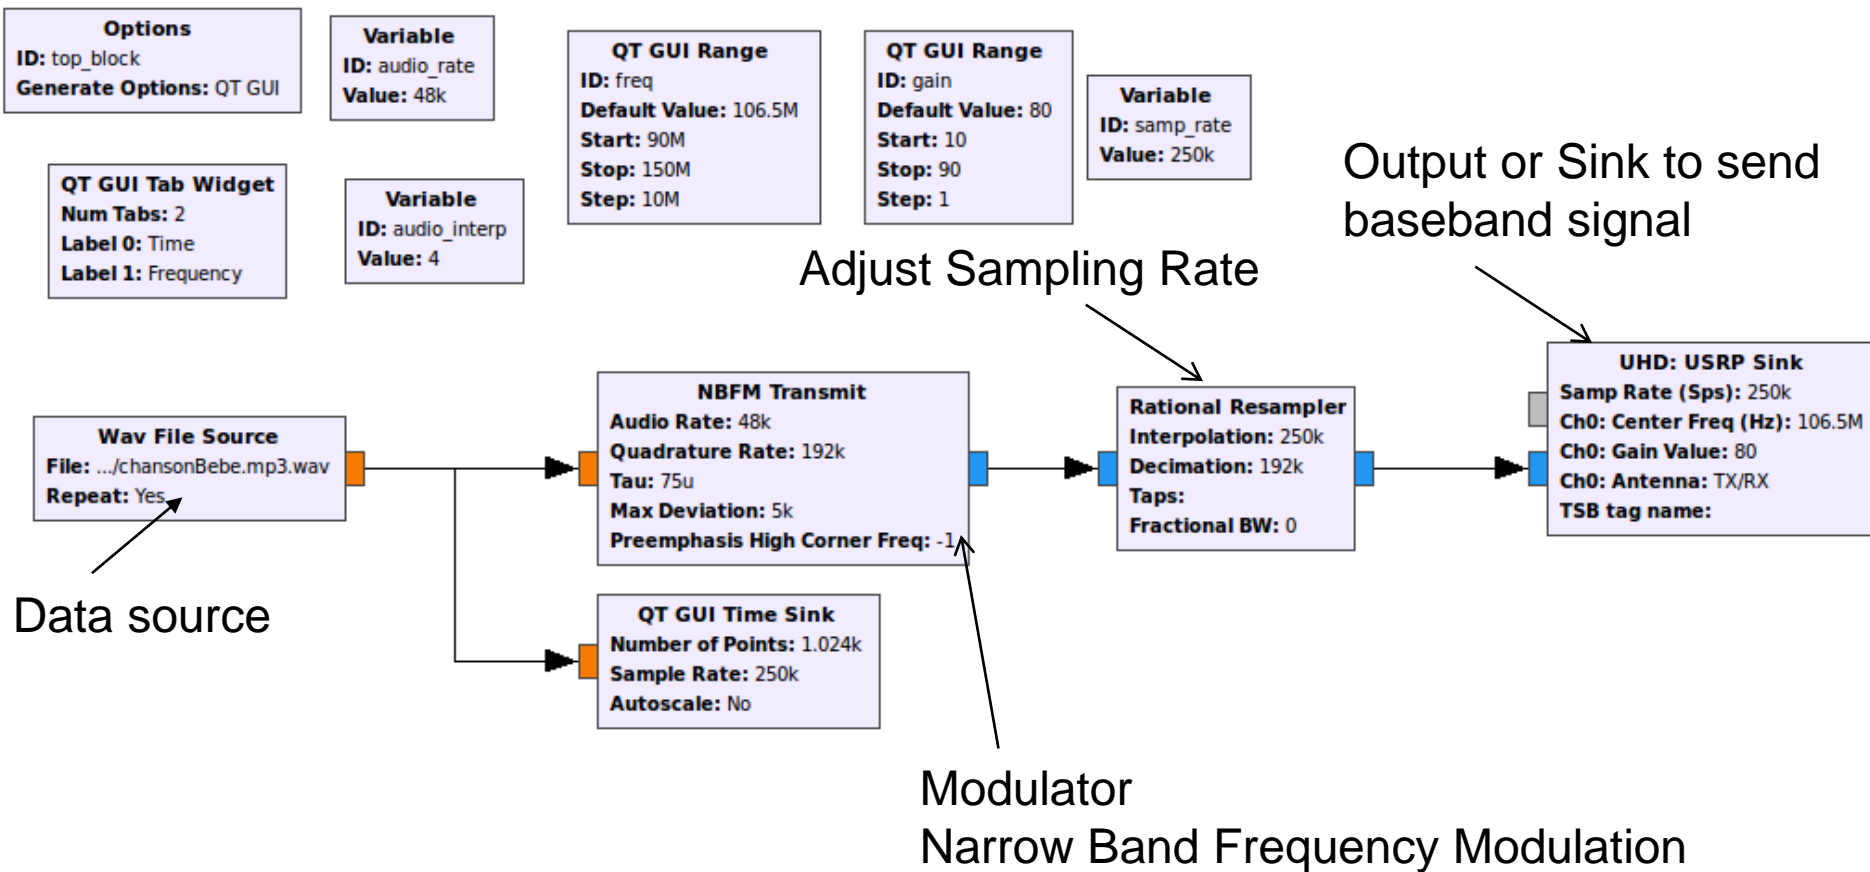 Options
ID: top_block
Generate Options: QT GUI
Variable
ID: audio_rate
Value: 48k
QT GUI Range
ID: freq
Default Value: 106.5M
Start: 90M
Stop: 150M
Step: 10M
QT GUI Range
ID: gain
Default Value: 80
Start: 10
Stop: 90
Step: 1
Variable
ID: samp_rate
Value: 250k
QT GUI Tab Widget
Num Tabs: 2
Label 0: Time
Label 1: Frequency
Variable
ID: audio_interp
Value: 4
Output or Sink to send
baseband signal
Adjust Sampling Rate
Wav File Source
File: .../chansonBebe.mp3.wav
Repeat: Yes
NBFM Transmit
Audio Rate: 48k
Quadrature Rate: 192k
Tau: 75u
Max Deviation: 5k
Preemphasis High Corner Freq: -1
Rational Resampler
Interpolation: 250k
Decimation: 192k
Taps:
Fractional BW: 0
UHD: USRP Sink
Samp Rate (Sps): 250k
Ch0: Center Freq (Hz): 106.5M
Ch0: Gain Value: 80
Ch0: Antenna: TX/RX
TSB tag name:
Data source
QT GUI Time Sink
Number of Points: 1.024k
Sample Rate: 250k
Autoscale: No
Modulator
Narrow Band Frequency Modulation